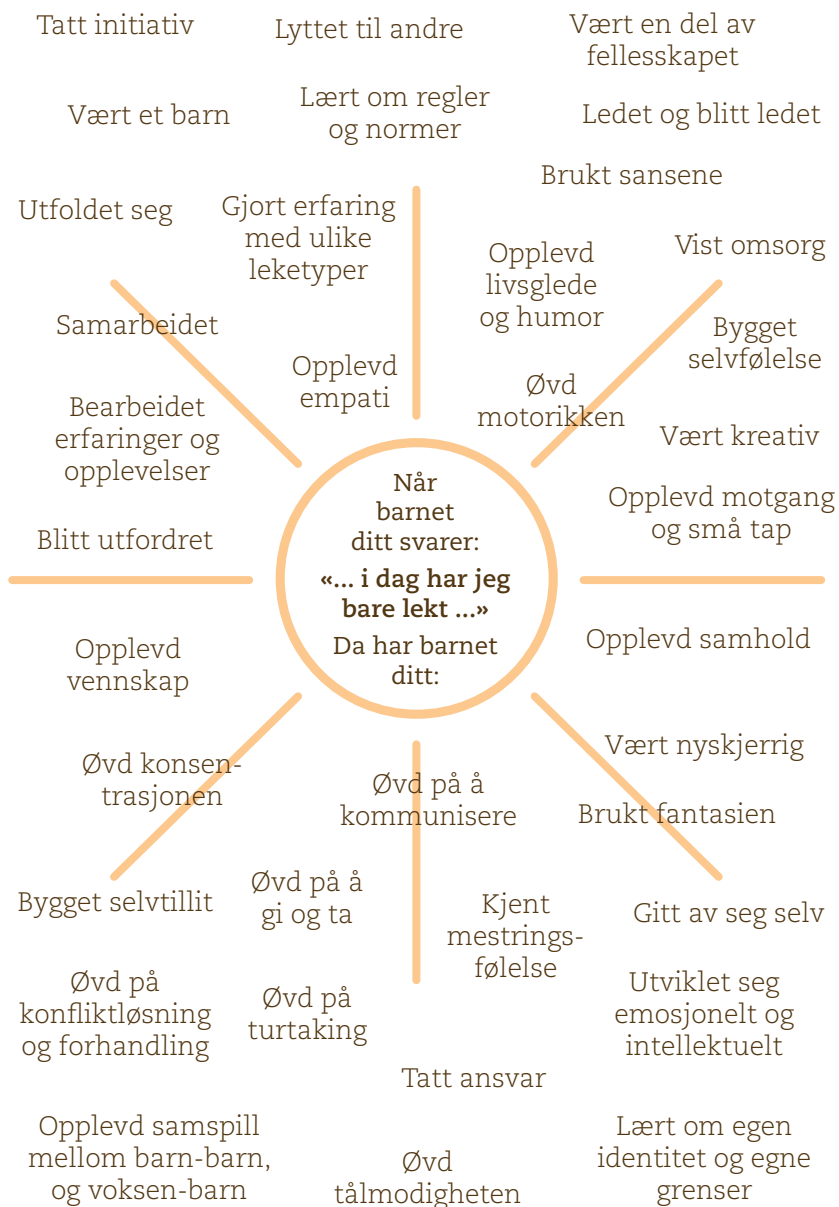 Tatt initiativ
Lyttet til andre
Vært en del av
fellesskapet
Vært et barn
Lært om regler
og normer
Ledet og blitt ledet
Brukt sansene
Utfoldet seg
Gjort erfaring
med ulike
leketyper
Opplevd
livsglede
og humor
Vist omsorg
Samarbeidet
Bygget
selvfølelse
Opplevd
empati
Øvd
motorikken
Bearbeidet
erfaringer og
opplevelser
Vært kreativ
Opplevd motgang
og små tap
Blitt utfordret
Når
barnet
ditt svarer:
«... i dag har jeg
bare lekt ...»
Da har barnet
ditt:
Opplevd
vennskap
Opplevd samhold
Øvd konsen-
trasjonen
Øvd på å
kommunisere
Vært nyskjerrig
Brukt fantasien
Bygget selvtillit
Øvd på å
gi og ta
Kjent
mestrings-
følelse
Gitt av seg selv
Øvd på
konfliktløsning
og forhandling
Øvd på
turtaking
Utviklet seg
emosjonelt og
intellektuelt
Tatt ansvar
Opplevd samspill
mellom barn-barn,
og voksen-barn
Øvd
tålmodigheten
Lært om egen
identitet og egne
grenser